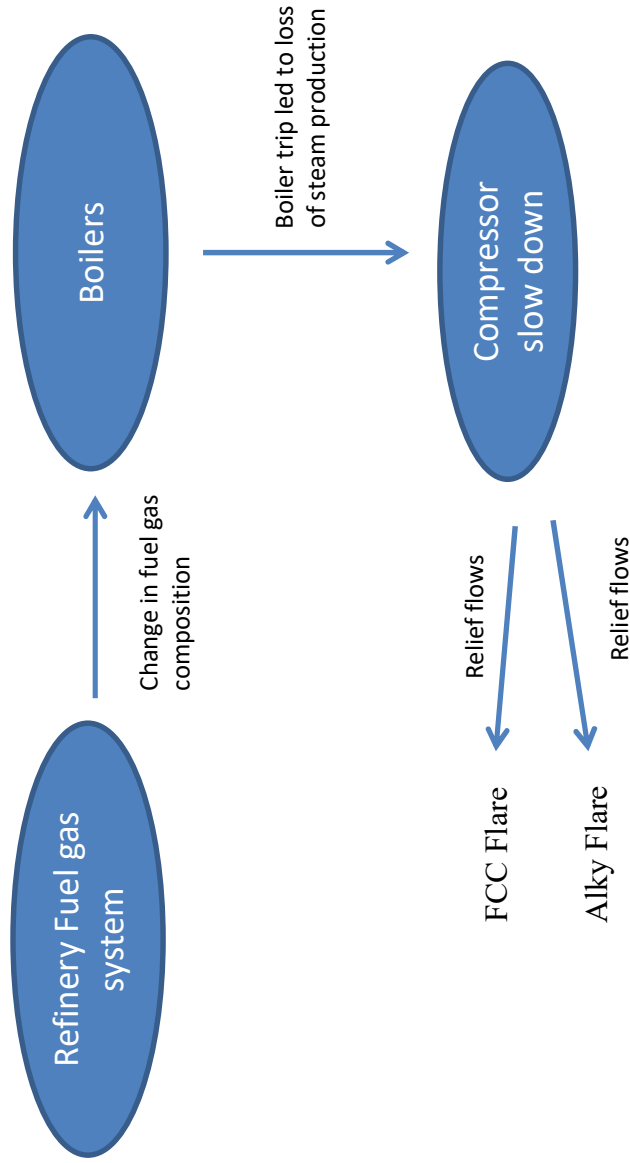 Refinery Fuel gas
system
Change in fuel gas
composition
Boilers
Boiler trip led to loss
of steam production
Compressor
slow down
Relief flows
Relief flows
FCC Flare
Alky Flare